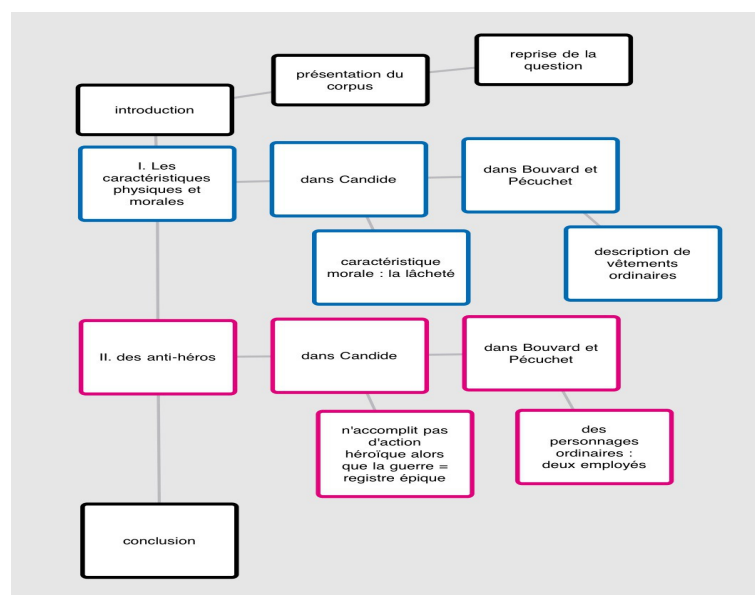 introduction
présentation du
corpus
reprise de la
question
I. Les
caractéristiques
physiques et
morales
dans Candide
dans Bouvard et
Pécuchet
caractéristique
morale : la lâcheté
description de
vêtements
ordinaires
II. des anti-héros
dans Candide
dans Bouvard et
Pécuchet
n'accomplit pas
d'action
héroïque alors
que la guerre =
registre épique
des
personnages
ordinaires :
deux employés
conclusion